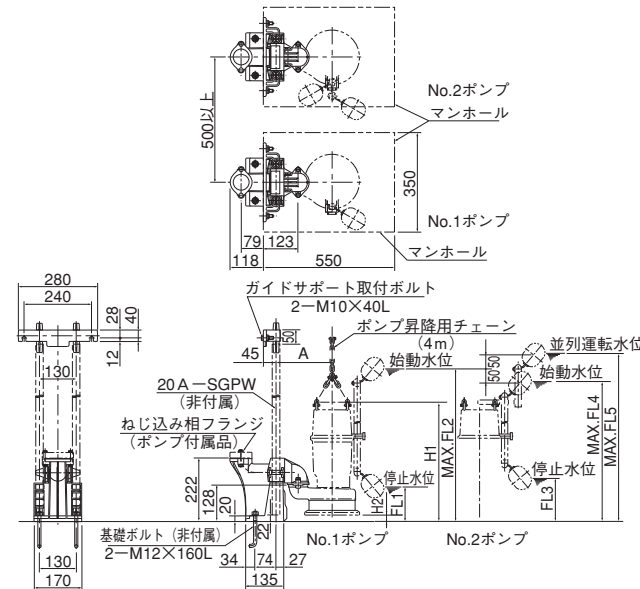 No.2ポンプ
マンホール
500以上
350
No.1ポンプ
79
123
118
550
マンホール
280
240
28
40
12
130
ガイドサポート取付ボルト
2−M10×40L
50
45
A
ポンプ昇降用チェーン
(4m)
始動水位
50
50
並列運転水位
始動水位
20A−SGPW
(非付属)
ねじ込み相フランジ
(ポンプ付属品)
H1
MAX.FL2
MAX.FL4
MAX.FL5
停止水位
停止水位
222
128
20
H2
FL1
FL3
基礎ボルト(非付属)
2−M12×160L
22
No.1ポンプ
No.2ポンプ
34
74
27
135
130
170